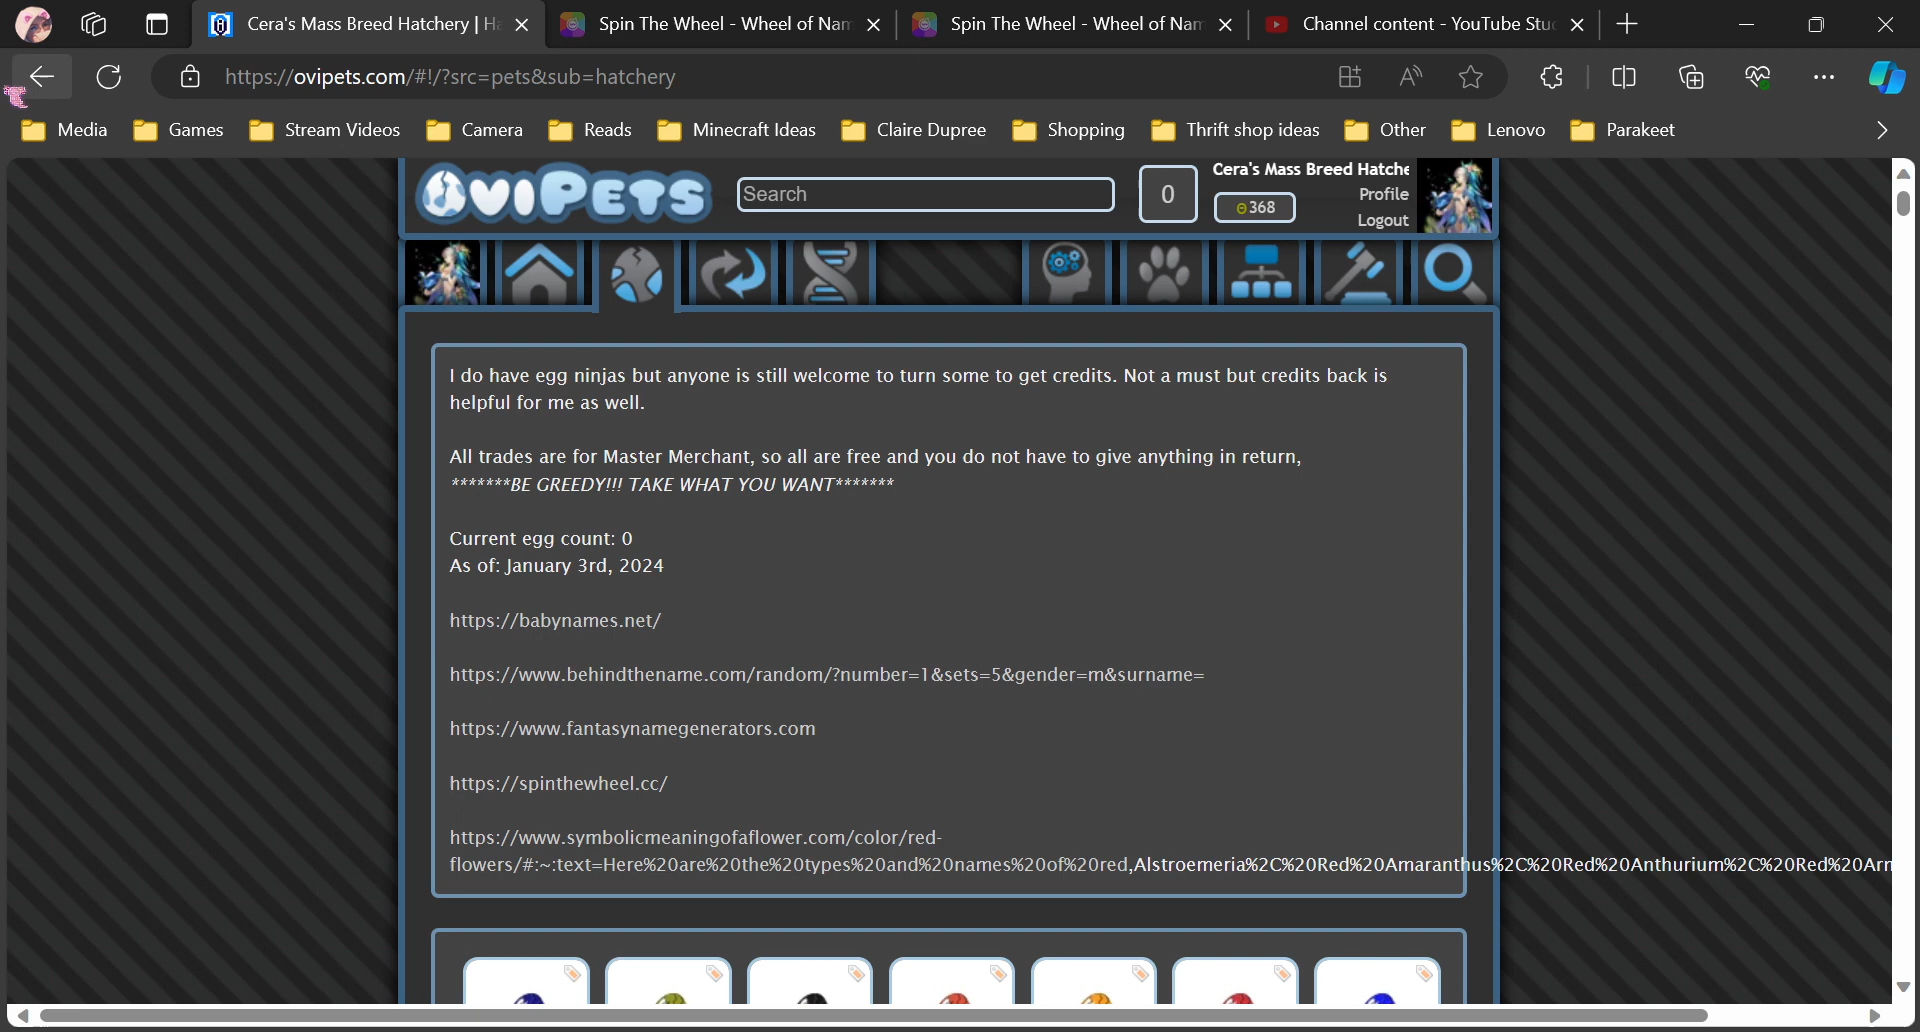 Cera's Mass Breed Hatchery | Ha
Spin The Wheel - Wheel of Nam
Spin The Wheel - Wheel of Nam
Channel content - YouTube Stu
https://ovipets.com/#!/?src=pets&sub=hatchery
Media
Games
Stream Videos
Camera
Reads
Minecraft Ideas
Claire Dupree
Shopping
Thrift shop ideas
Other
Lenovo
Parakeet
OviPets
Search
0
Cera's Mass Breed Hatche
368
Profile
Logout
I do have egg ninjas but anyone is still welcome to turn some to get credits. Not a must but credits back is
helpful for me as well.
All trades are for Master Merchant, so all are free and you do not have to give anything in return,
*******BE GREEDY!!! TAKE WHAT YOU WANT*******
Current egg count: 0
As of: January 3rd, 2024
https://babynames.net/
https://www.behindthename.com/random/?number=1&sets=5&gender=m&surname=
https://www.fantasynamegenerators.com
https://spinthewheel.cc/
https://www.symbolicmeaningofaflower.com/color/red-
flowers/#:~:text=Here%20are%20the%20types%20and%20names%20of%20red,Alstroemeria%2C%20Red%20Amaranthus%2C%20Red%20Anthurium%2C%20Red%20Arm